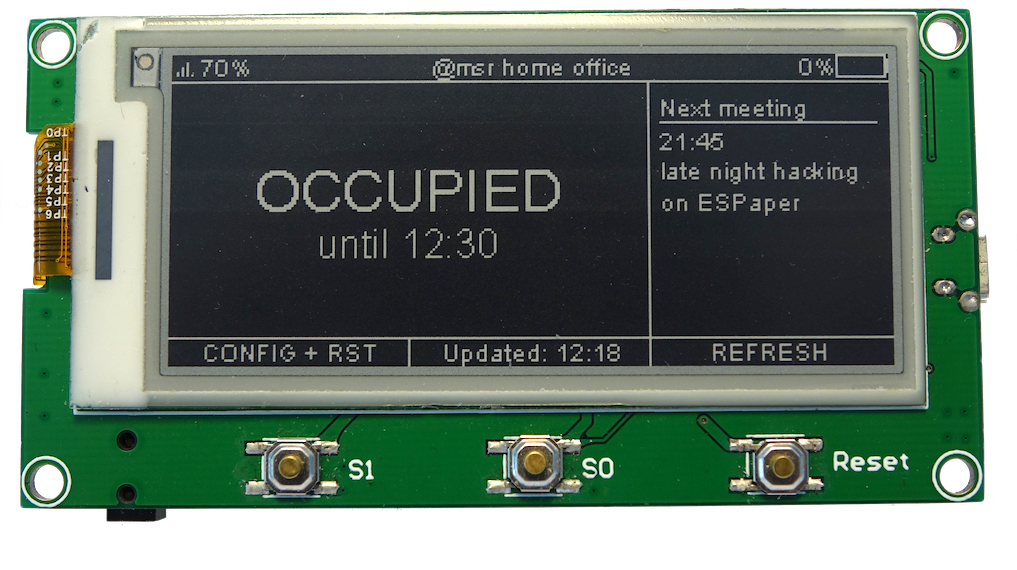 70% @msr home office 0%
OCCUPIED
until 12:30
Next meeting
21:45
late night hacking
on ESPaper
CONFIG + RST Updated: 12:18 REFRESH
TP0
TP1
TP2
TP3
TP4
TP5
TP6
S1 S0 Reset